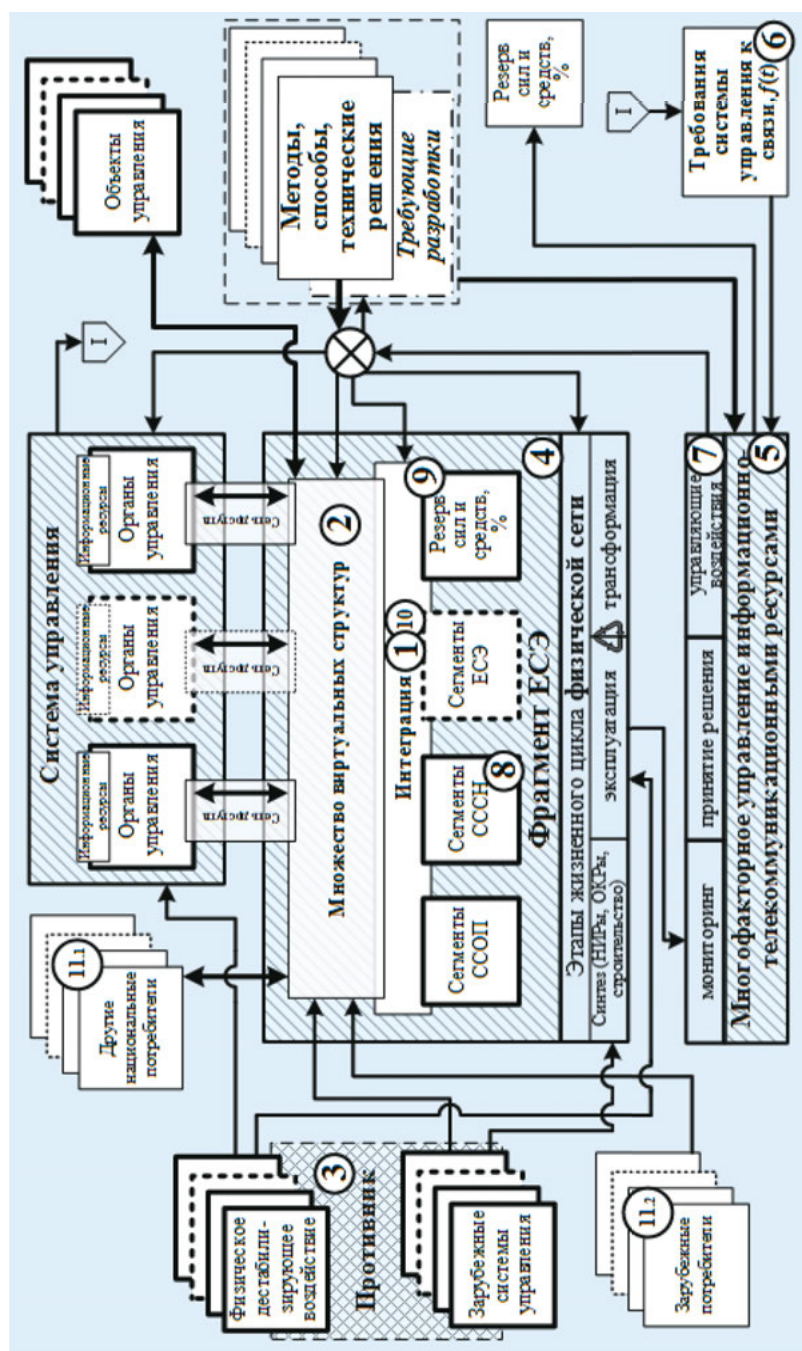 Система управления
Информационные
ресурсы
Органы
управления
Информационные
ресурсы
Органы
управления
Информационные
ресурсы
Органы
управления
I
Объекты
управления
11.1
Другие
национальные
потребители
Сеть доступа
Сеть доступа
Сеть доступа
Множество виртуальных структур
2
Интеграция
1
10
Сегменты
ССОП
Сегменты
СССН
8
Сегменты
ЕСЭ
Резерв
сил и
средств,
%
9
Фрагмент ЕСЭ
4
Этапы жизненного цикла физической сети
Синтез (НИРы, ОКРы,
строительство)
эксплуатация
трансформация
Методы,
способы,
технические
решения
Требующие
разработки
Физическое
дестабили-
зирующее
воздействие
3
Противник
Зарубежные
системы
управления
11.2
Зарубежные
потребители
мониторинг
принятие решения
управляющие
воздействия
7
Многофакторное управление информационно-
телекоммуникационными ресурсами
5
Резерв
сил и
средств,
%
I
Требования
системы
управления к
связи, f(t)
6